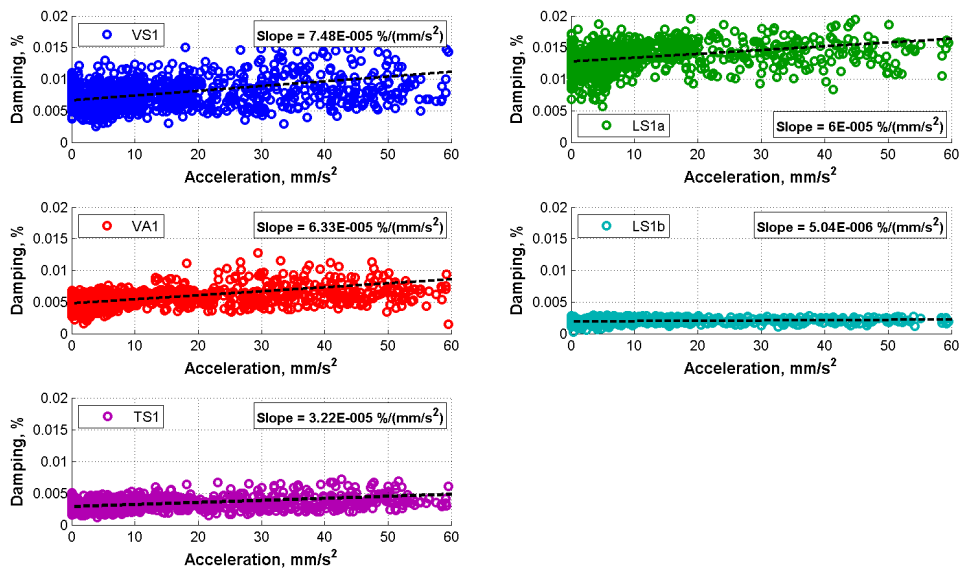 0.02
0.015
0.01
0.005
0
Damping, %
VS1
Slope = 7.48E-005 %/(mm/s²)
0 10 20 30 40 50 60
Acceleration, mm/s²
0.02
0.015
0.01
0.005
0
Damping, %
LS1a
Slope = 6E-005 %/(mm/s²)
0 10 20 30 40 50 60
Acceleration, mm/s²
0.02
0.015
0.01
0.005
0
Damping, %
VA1
Slope = 6.33E-005 %/(mm/s²)
0 10 20 30 40 50 60
Acceleration, mm/s²
0.02
0.015
0.01
0.005
0
Damping, %
LS1b
Slope = 5.04E-006 %/(mm/s²)
0 10 20 30 40 50 60
Acceleration, mm/s²
0.02
0.015
0.01
0.005
0
Damping, %
TS1
Slope = 3.22E-005 %/(mm/s²)
0 10 20 30 40 50 60
Acceleration, mm/s²